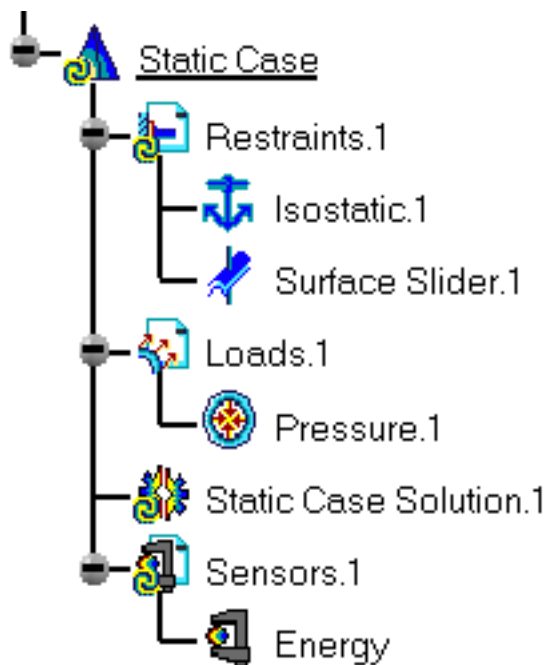 Static Case
Restraints.1
Isostatic.1
Surface Slider.1
Loads.1
Pressure.1
Static Case Solution.1
Sensors.1
Energy